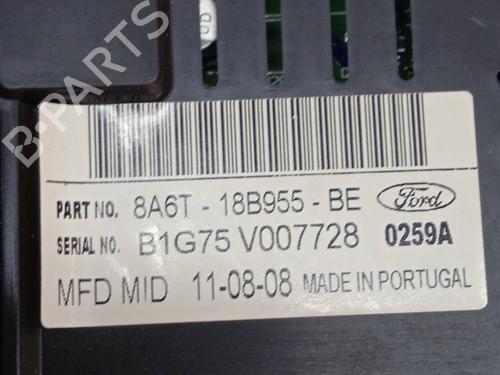 PART NO. 8A6T - 18B955 - BE Ford
SERIAL NO. B1G75 V007728 0259A
MFD MID 11-08-08 MADE IN PORTUGAL
B-PARTS